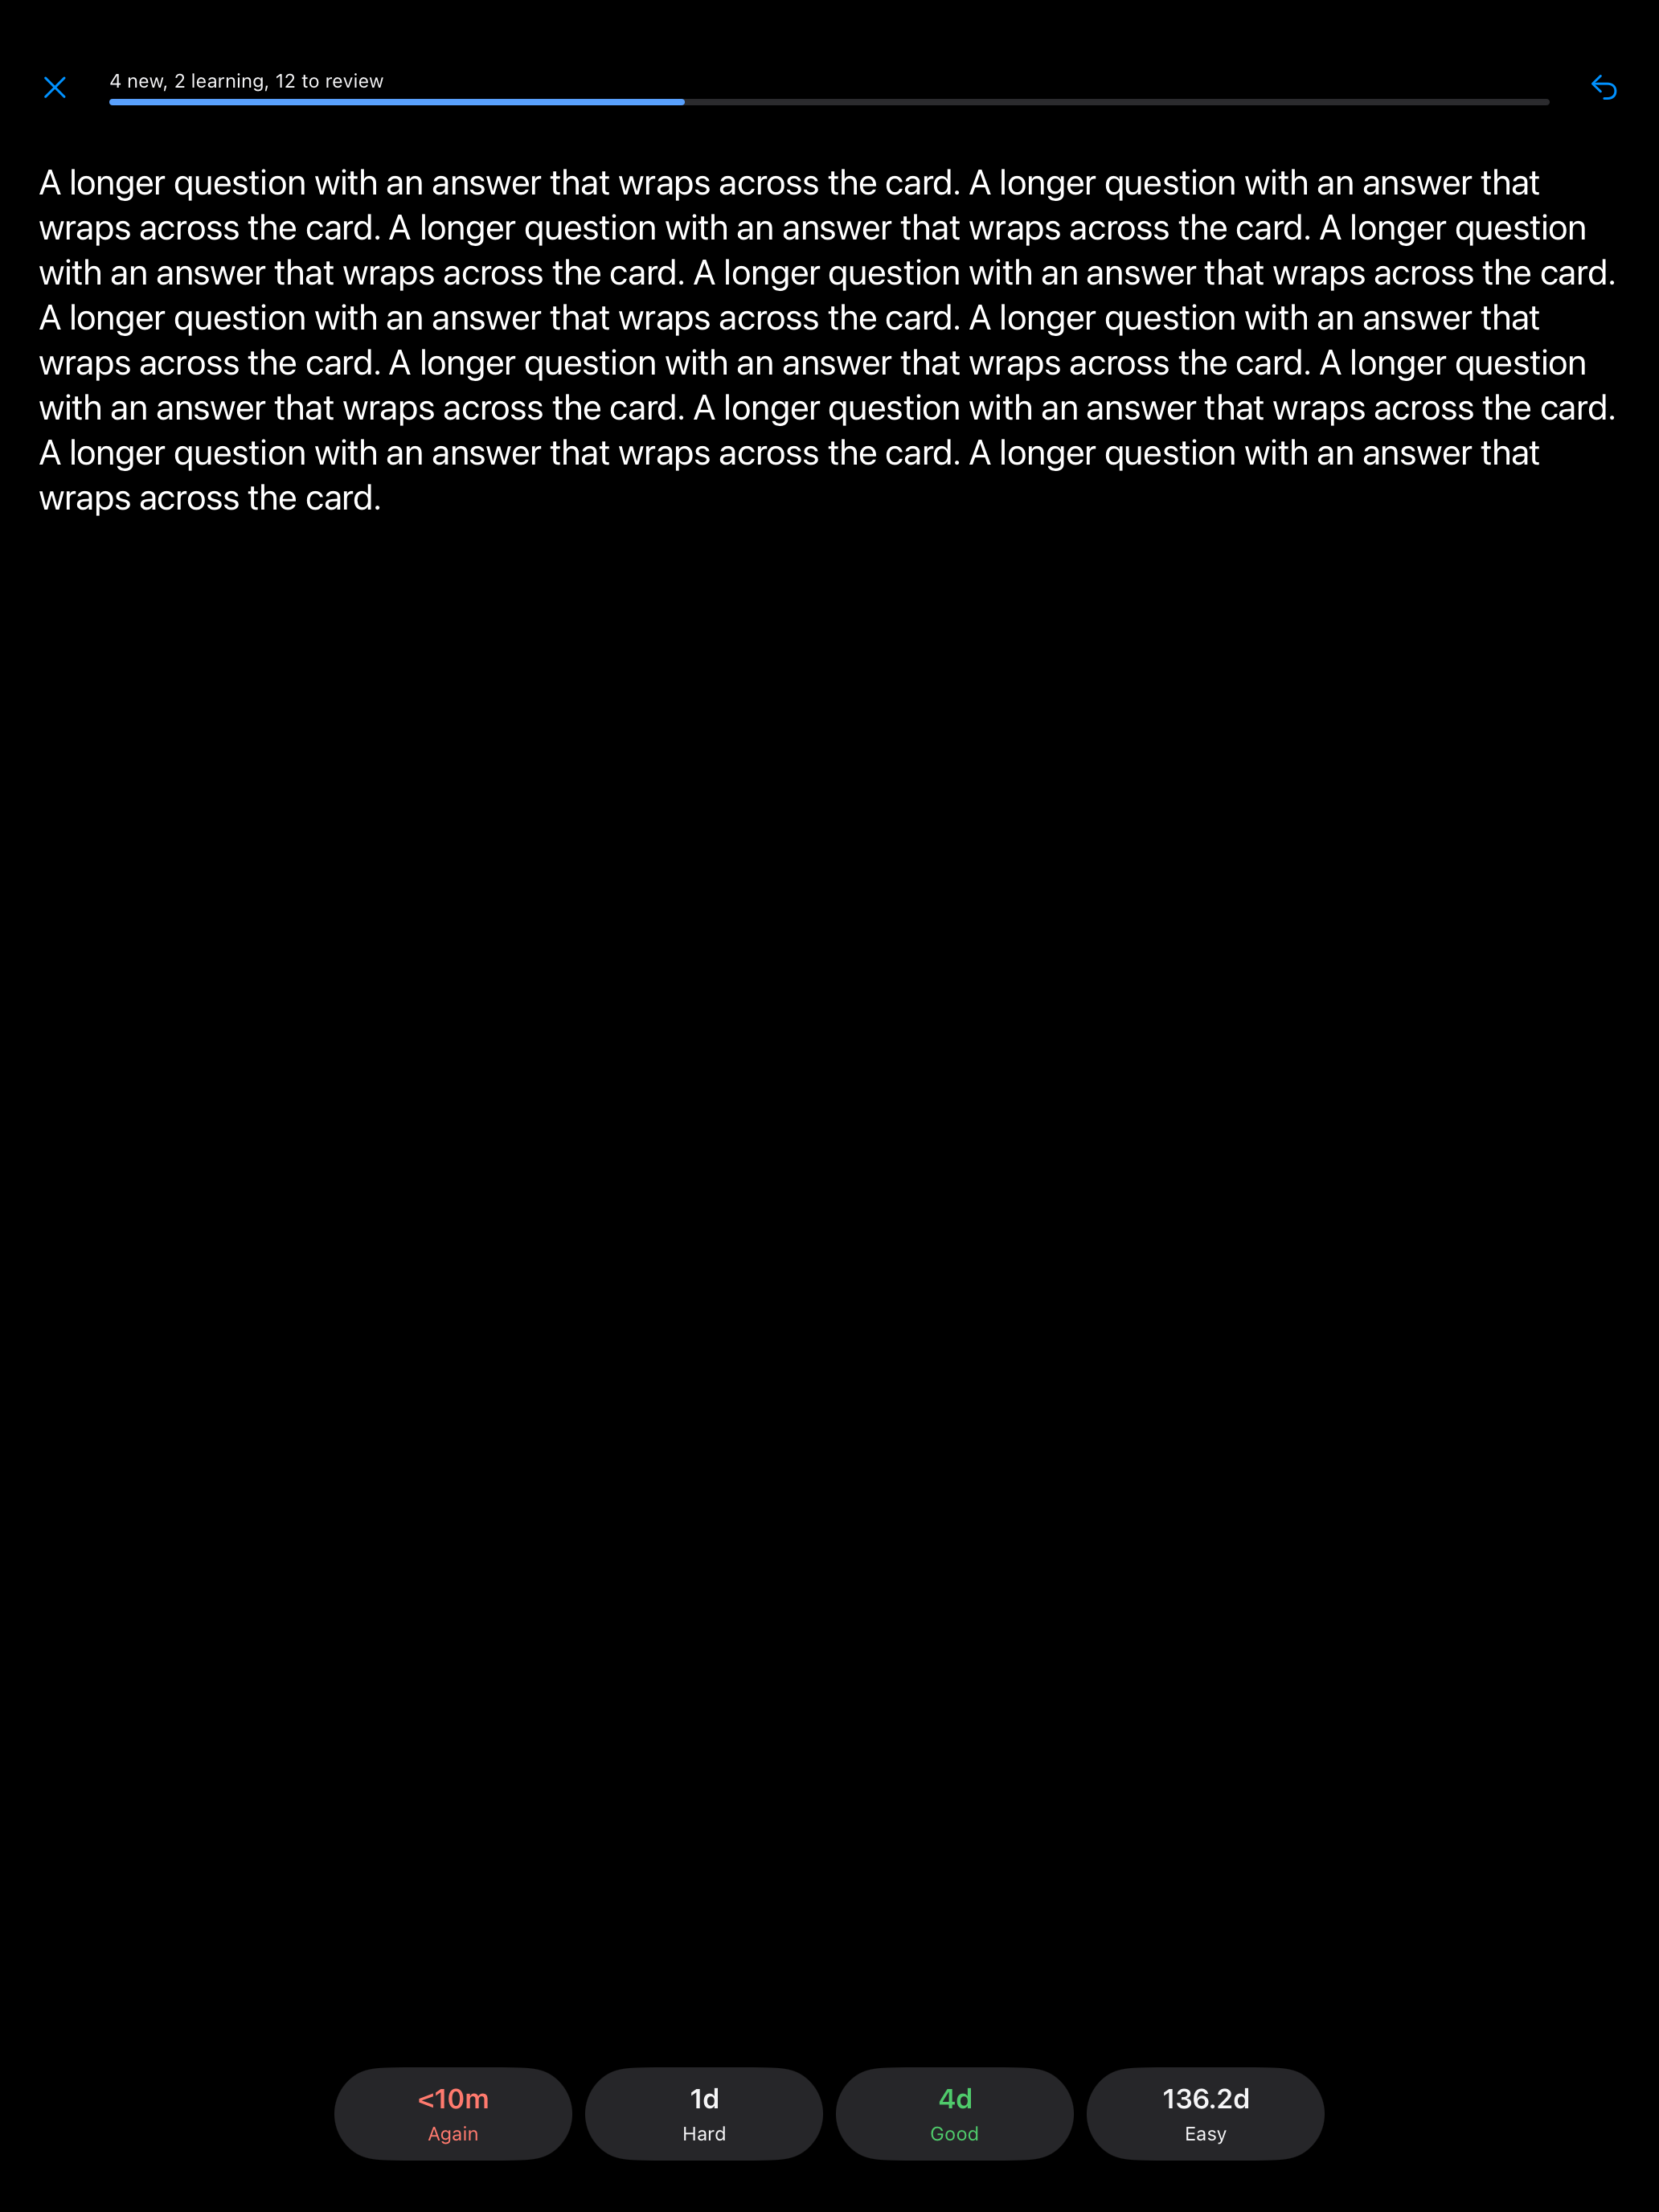 4 new, 2 learning, 12 to review
A longer question with an answer that wraps across the card. A longer question with an answer that
wraps across the card. A longer question with an answer that wraps across the card. A longer question
with an answer that wraps across the card. A longer question with an answer that wraps across the card.
A longer question with an answer that wraps across the card. A longer question with an answer that
wraps across the card. A longer question with an answer that wraps across the card. A longer question
with an answer that wraps across the card. A longer question with an answer that wraps across the card.
A longer question with an answer that wraps across the card. A longer question with an answer that
wraps across the card.
<10m 1d 4d 136.2d
Again Hard Good Easy